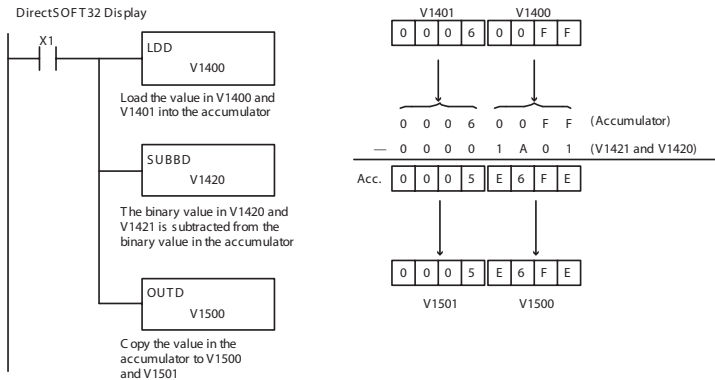 DirectSOFT32 Display
X1
LDD
V1400
Load the value in V1400 and
V1401 into the accumulator
SUBBD
V1420
The binary value in V1420 and
V1421 is subtracted from the
binary value in the accumulator
OUTD
V1500
Copy the value in the
accumulator to V1500
and V1501
V1401 V1400
0 0 0 6 0 0 F F
0 0 0 6 0 0 F F (Accumulator)
— 0 0 0 0 1 A 0 1 (V1421 and V1420)
Acc. 0 0 0 5 E 6 F E
0 0 0 5 E 6 F E
V1501 V1500